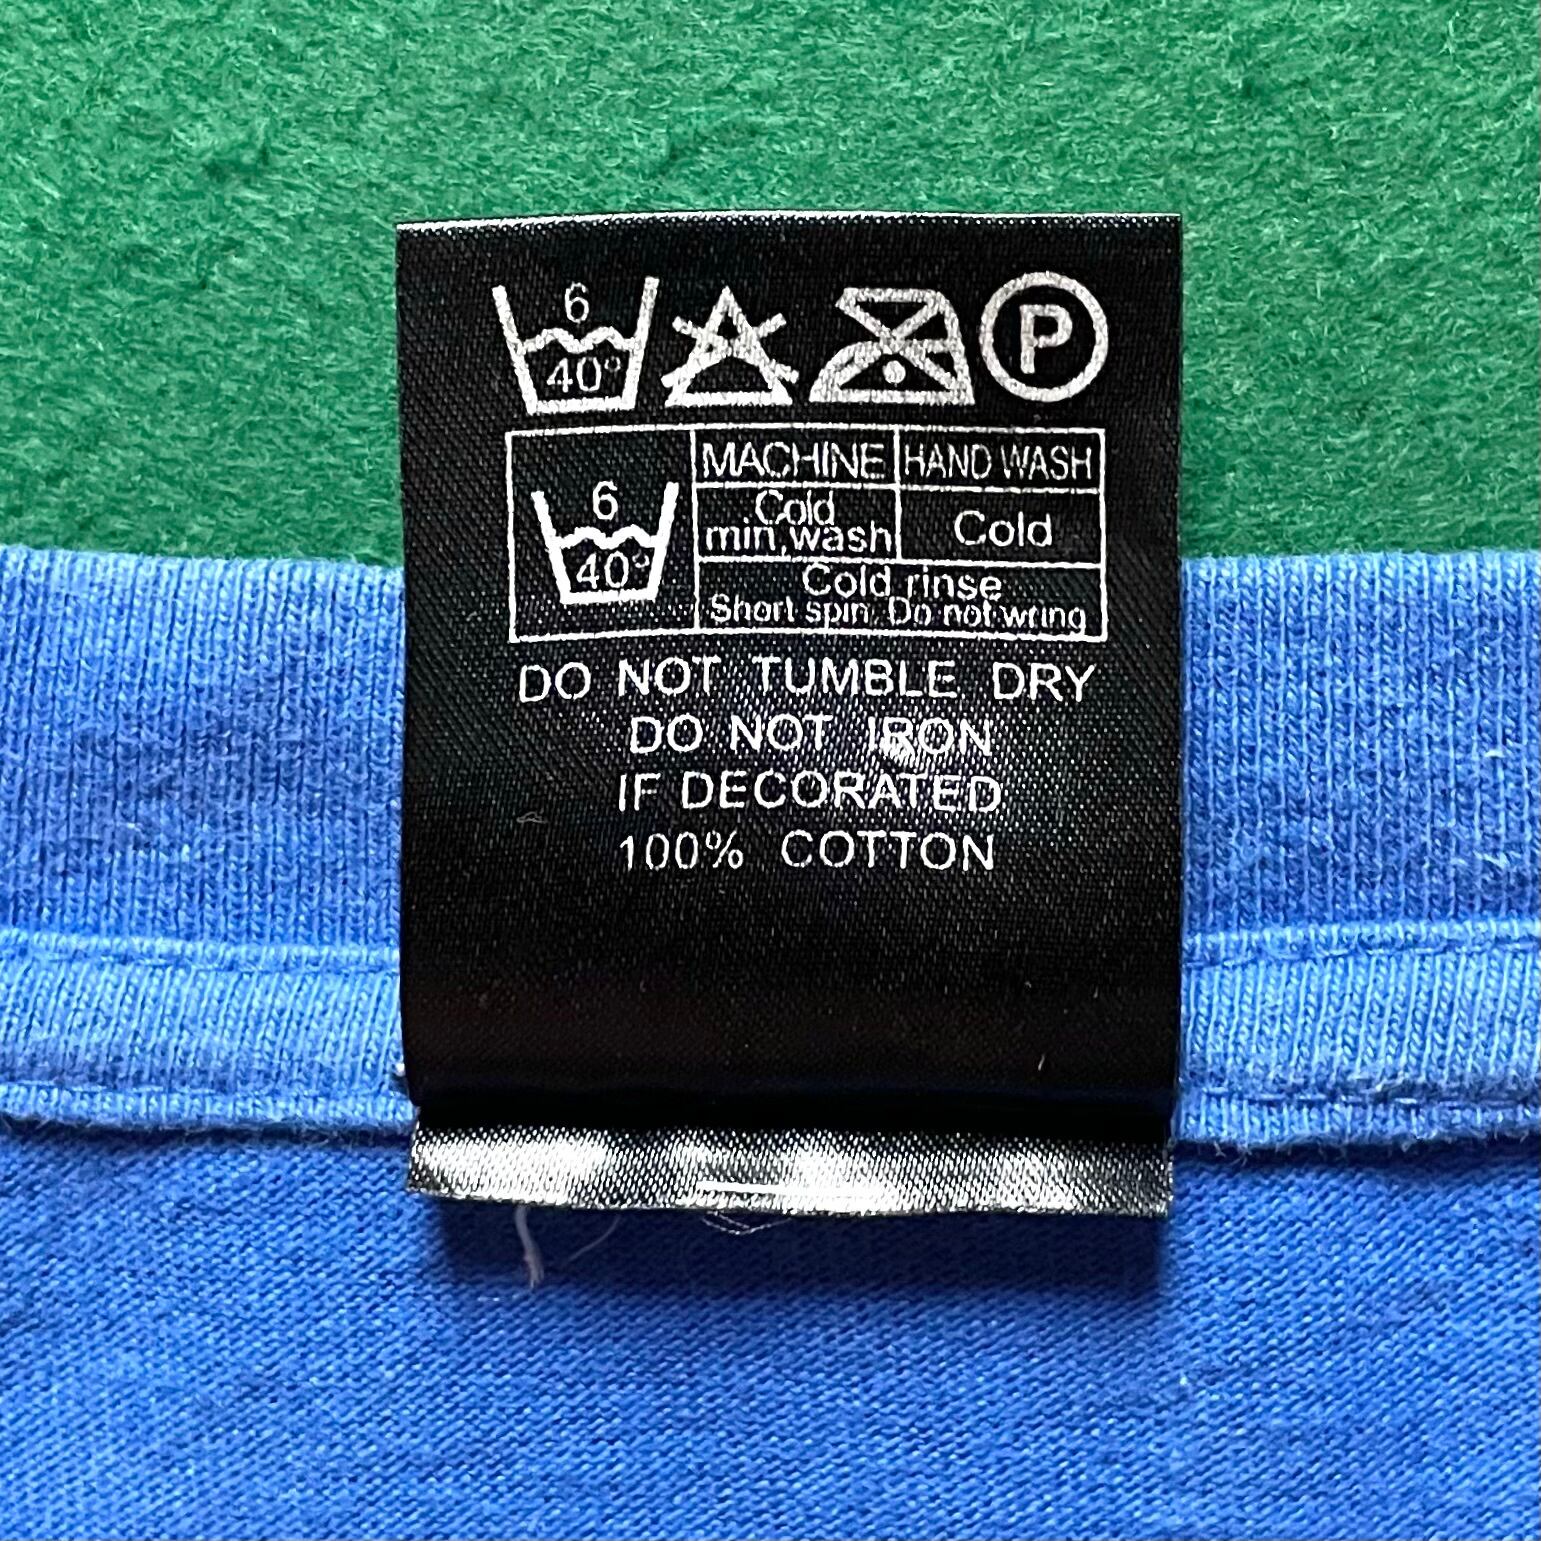 6
40°
P
MACHINE HAND WASH
6
40°
Cold
min,wash
Cold
Cold rinse
Short spin. Do not wring
DO NOT TUMBLE DRY
DO NOT IRON
IF DECORATED
100% COTTON